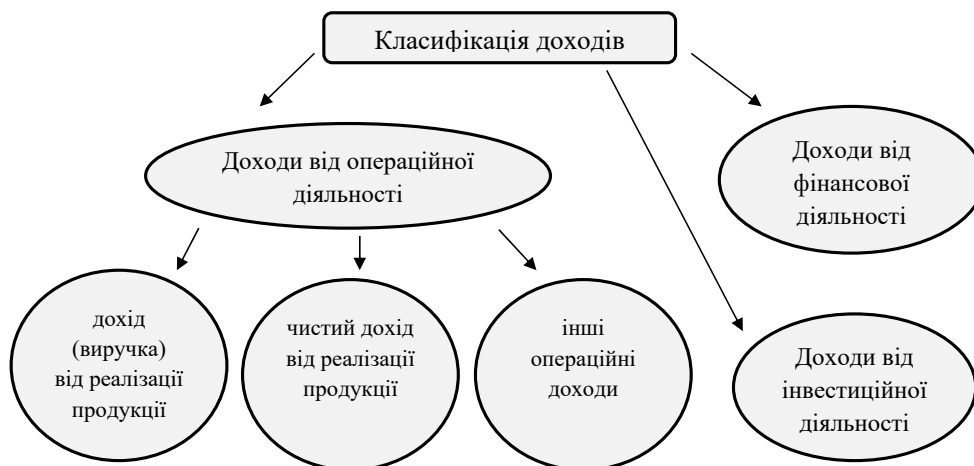 Класифікація доходів
Доходи від операційної
діяльності
Доходи від
фінансової
діяльності
дохід
(виручка)
від реалізації
продукції
чистий дохід
від реалізації
продукції
інші
операційні
доходи
Доходи від
інвестиційної
діяльності